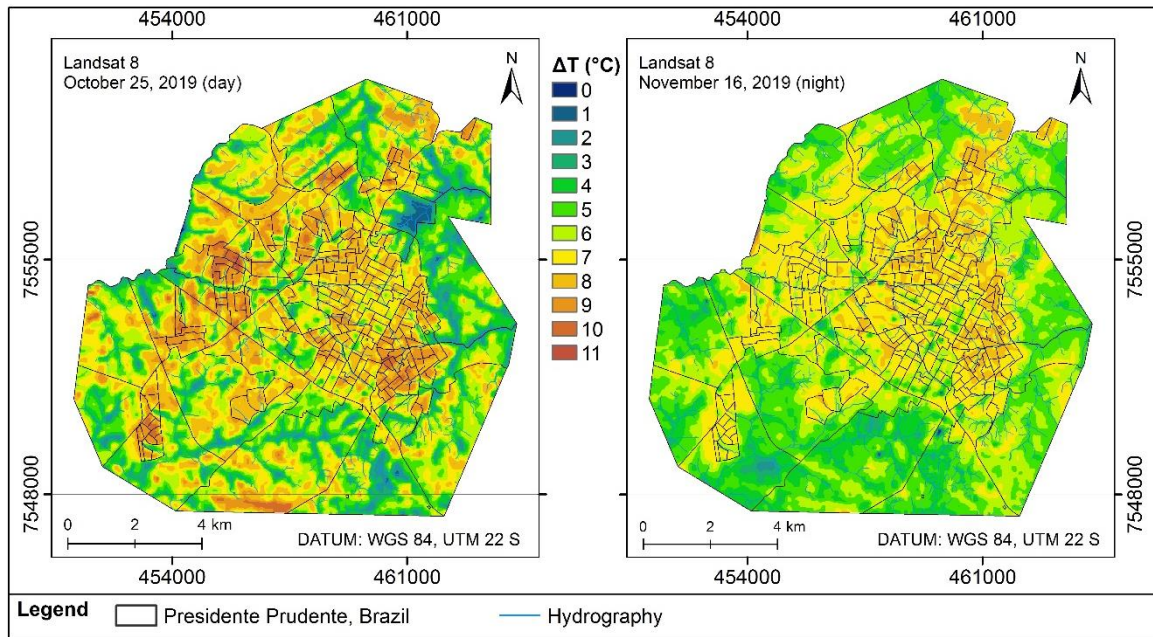 454000 461000 454000 461000
Landsat 8
October 25, 2019 (day)
N
ΔT (°C)
0
1
2
3
4
5
6
7
8
9
10
11
Landsat 8
November 16, 2019 (night)
N
7555000
7548000
7555000
7548000
0 2 4 km
DATUM: WGS 84, UTM 22 S
0 2 4 km
DATUM: WGS 84, UTM 22 S
454000 461000 454000 461000
Legend Presidente Prudente, Brazil Hydrography